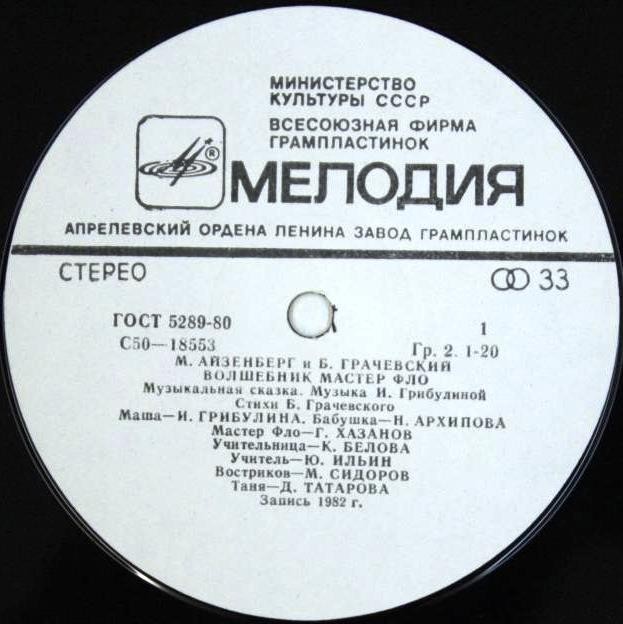 МИНИСТЕРСТВО
КУЛЬТУРЫ СССР
ВСЕСОЮЗНАЯ ФИРМА
ГРАМПЛАСТИНОК
®
МЕЛОДИЯ
АПРЕЛЕВСКИЙ ОРДЕНА ЛЕНИНА ЗАВОД ГРАМПЛАСТИНОК
СТЕРЕО 33
ГОСТ 5289-80 1
С50—18553 Гр. 2. 1-20
М. АЙЗЕНБЕРГ и Б. ГРАЧЕВСКИЙ
ВОЛШЕБНИК МАСТЕР ФЛО
Музыкальная сказка. Музыка И. Грибулиной
Стихи Б. Грачевского
Маша—И. ГРИБУЛИНА. Бабушка—Н. АРХИПОВА
Мастер Фло—Г. ХАЗАНОВ
Учительница—К. БЕЛОВА
Учитель—Ю. ИЛЬИН
Востриков—М. СИДОРОВ
Таня—Д. ТАТАРОВА
Запись 1982 г.